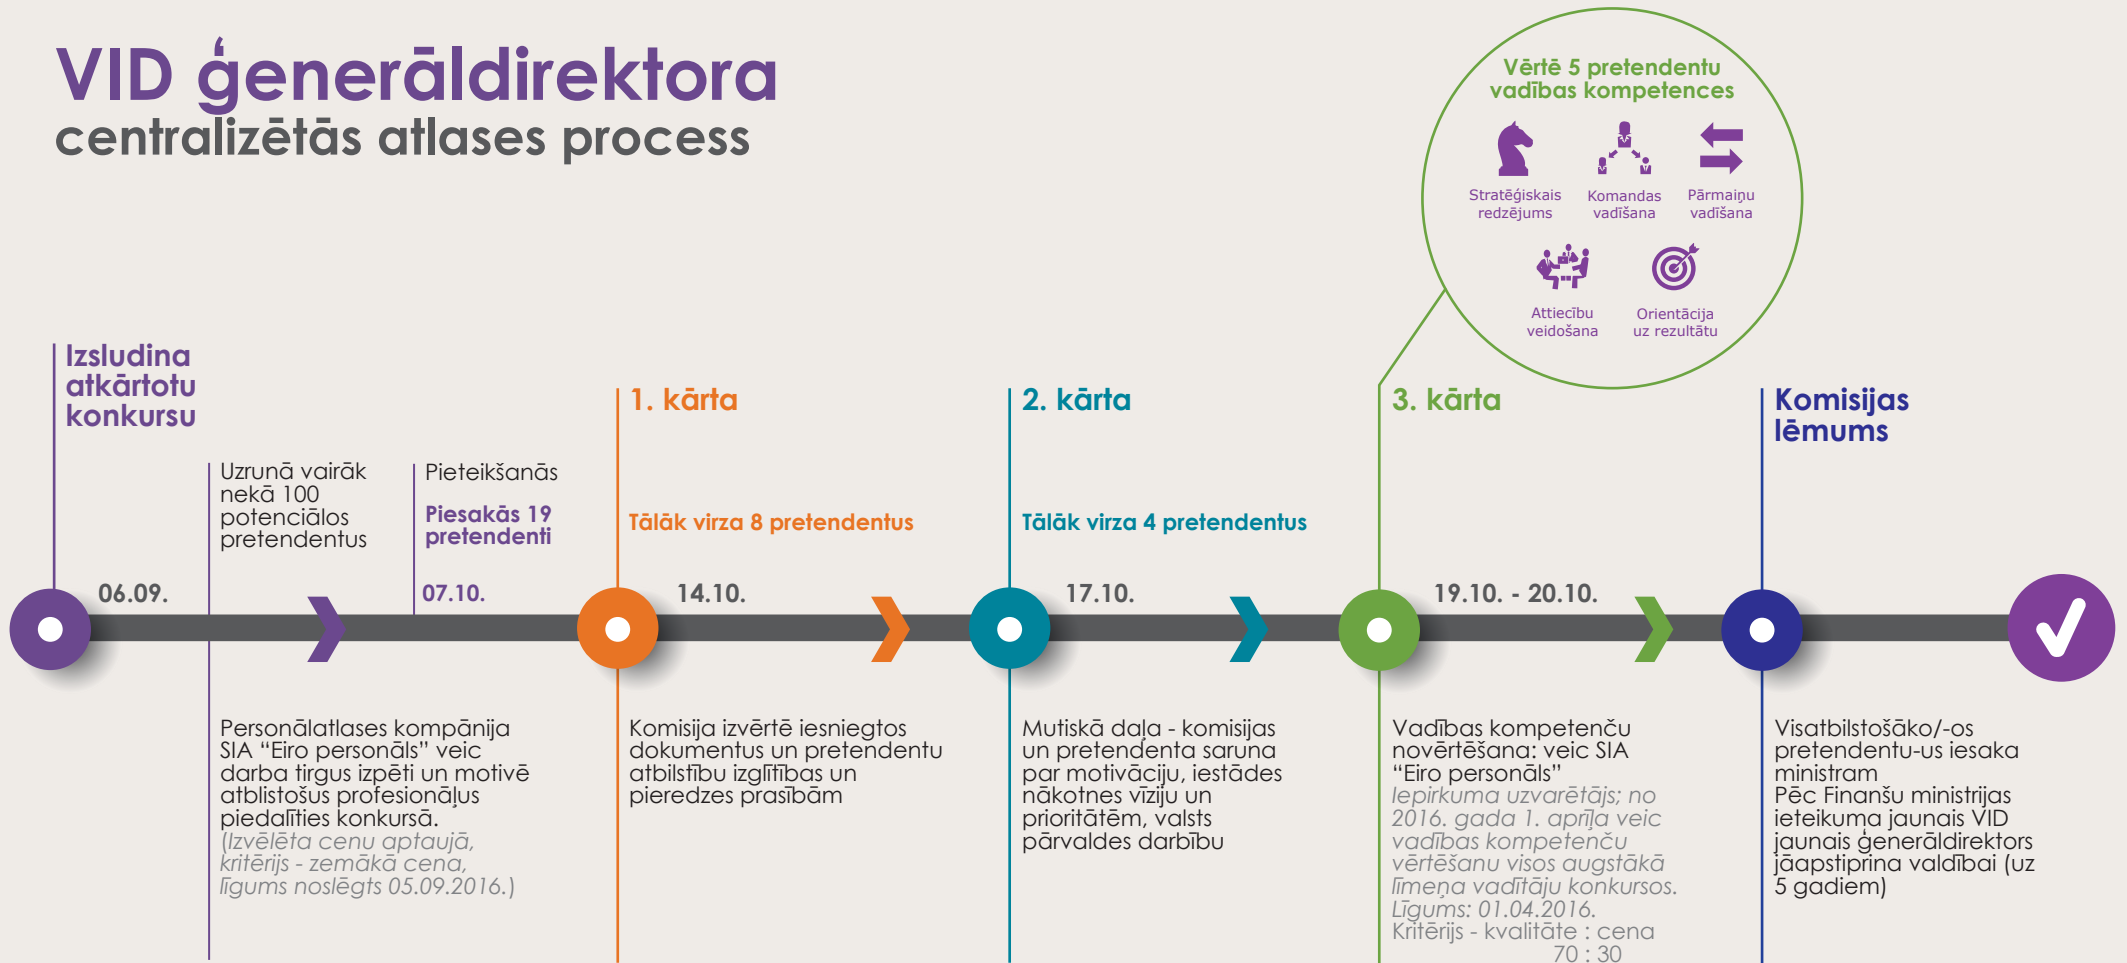 VID ģenerāldirektora
centralizētās atlases process
Vērtē 5 pretendentu
vadības kompetences
Stratēģiskais
redzējums
Komandas
vadīšana
Pārmaiņu
vadīšana
Attiecību
veidošana
Orientācija
uz rezultātu
Izsludina
atkārtotu
konkursu
06.09.
Uzrunā vairāk
nekā 100
potenciālos
pretendentus
Pieteikšanās
Piesakās 19
pretendenti
07.10.
Personālatlases kompānija
SIA “Eiro personāls” veic
darba tirgus izpēti un motivē
atblistošus profesionāļus
piedalīties konkursā.
(Izvēlēta cenu aptaujā,
kritērijs - zemākā cena,
līgums noslēgts 05.09.2016.)
1. kārta
Tālāk virza 8 pretendentus
14.10.
Komisija izvērtē iesniegtos
dokumentus un pretendentu
atbilstību izglītības un
pieredzes prasībām
2. kārta
Tālāk virza 4 pretendentus
17.10.
Mutiskā daļa - komisijas
un pretendenta saruna
par motivāciju, iestādes
nākotnes vīziju un
prioritātēm, valsts
pārvaldes darbību
3. kārta
19.10. - 20.10.
Vadības kompetenču
novērtēšana: veic SIA
“Eiro personāls”
Iepirkuma uzvarētājs; no
2016. gada 1. aprīļa veic
vadības kompetenču
vērtēšanu visos augstākā
līmeņa vadītāju konkursos.
Līgums: 01.04.2016.
Kritērijs - kvalitāte : cena
70 : 30
Komisijas
lēmums
Visatbilstošāko/-os
pretendentu-us iesaka
ministram
Pēc Finanšu ministrijas
ieteikuma jaunais VID
jaunais ģenerāldirektors
jāapstiprina valdībai (uz
5 gadiem)